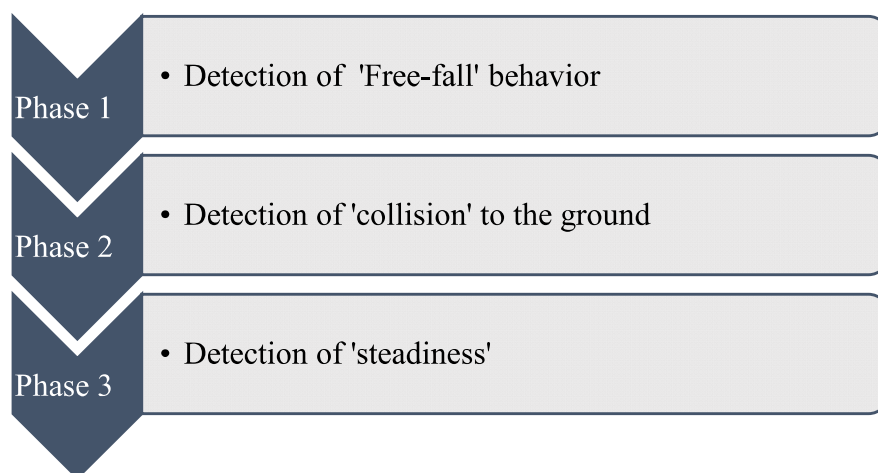 Phase 1
• Detection of 'Free-fall' behavior
Phase 2
• Detection of 'collision' to the ground
Phase 3
• Detection of 'steadiness'